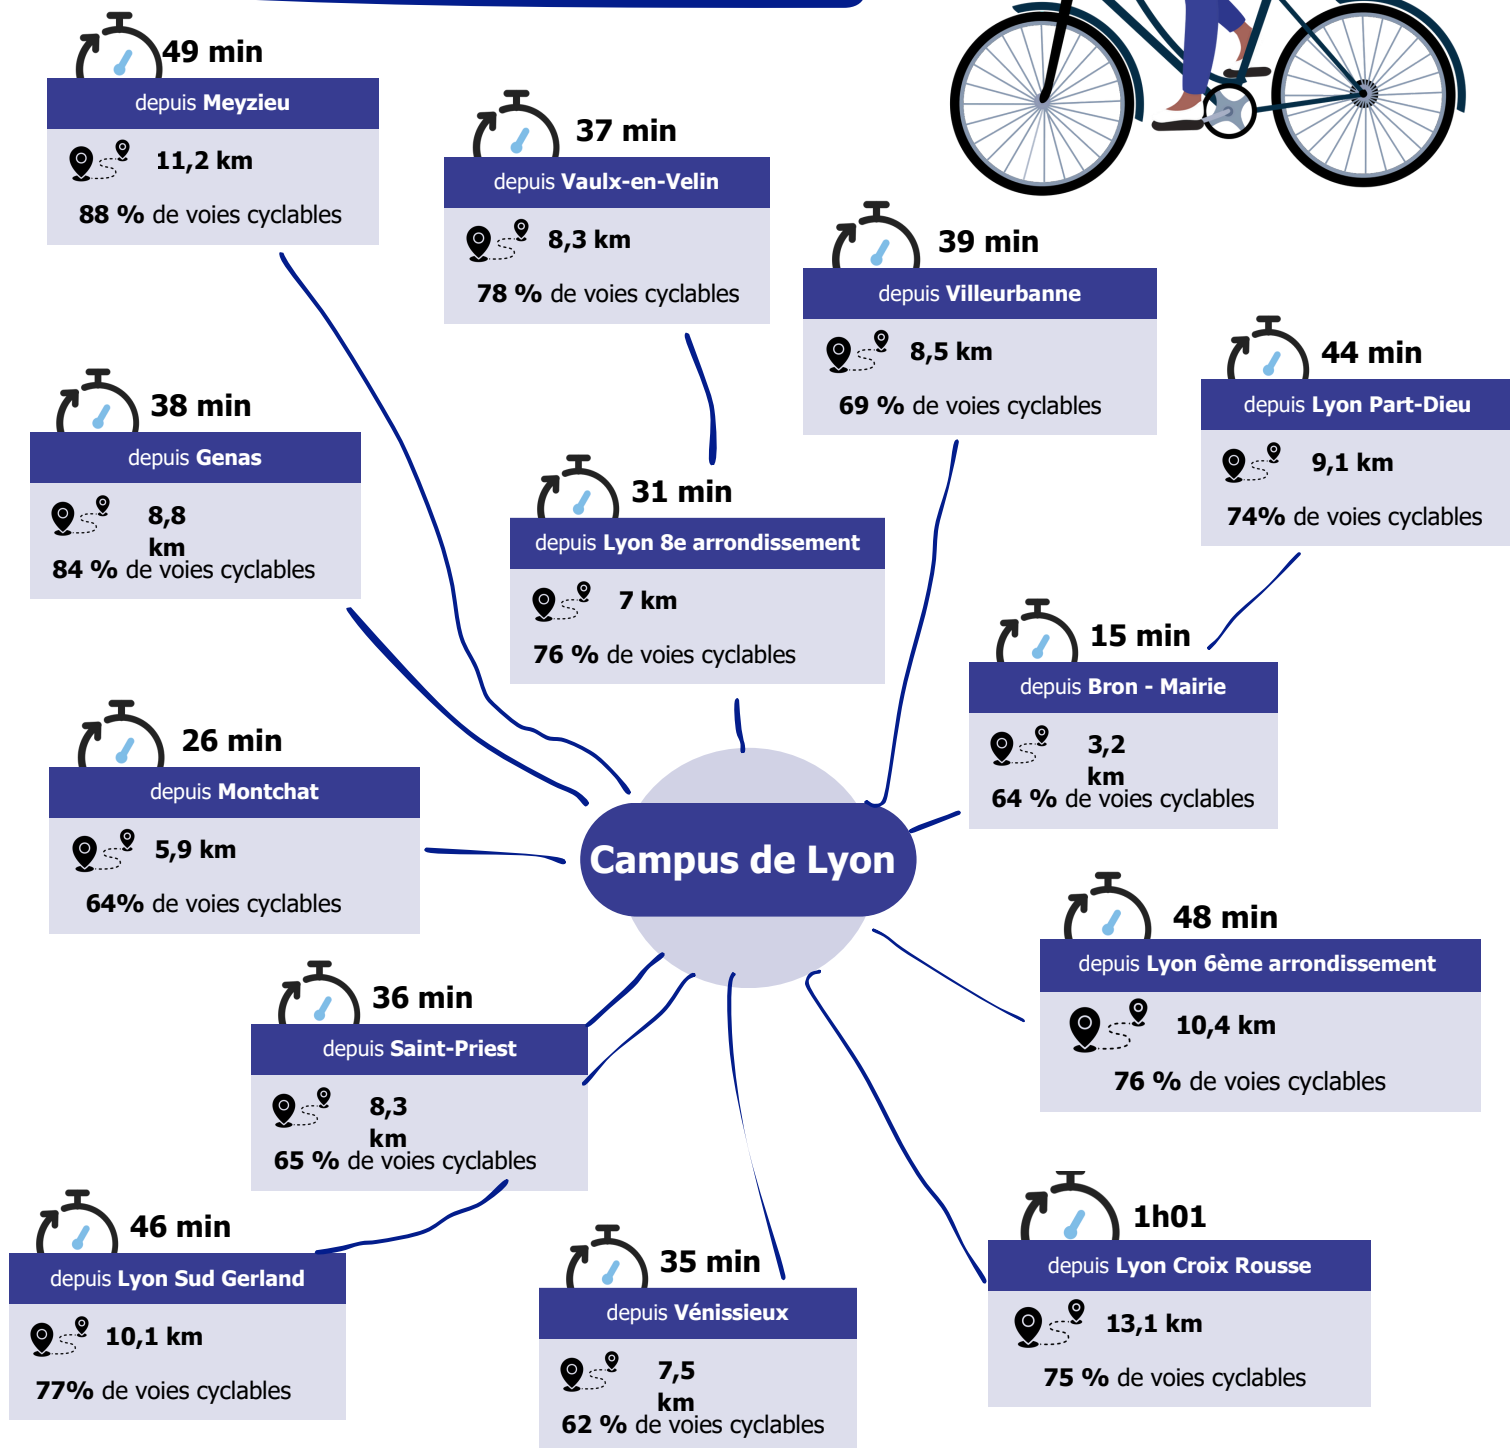 49 min
depuis Meyzieu
11,2 km
88 % de voies cyclables
37 min
depuis Vaulx-en-Velin
8,3 km
78 % de voies cyclables
39 min
depuis Villeurbanne
8,5 km
69 % de voies cyclables
44 min
depuis Lyon Part-Dieu
9,1 km
74% de voies cyclables
38 min
depuis Genas
8,8
km
84 % de voies cyclables
31 min
depuis Lyon 8e arrondissement
7 km
76 % de voies cyclables
15 min
depuis Bron - Mairie
3,2
km
64 % de voies cyclables
26 min
depuis Montchat
5,9 km
64% de voies cyclables
Campus de Lyon
48 min
depuis Lyon 6ème arrondissement
10,4 km
76 % de voies cyclables
36 min
depuis Saint-Priest
8,3
km
65 % de voies cyclables
46 min
depuis Lyon Sud Gerland
10,1 km
77% de voies cyclables
35 min
depuis Vénissieux
7,5
km
62 % de voies cyclables
1h01
depuis Lyon Croix Rousse
13,1 km
75 % de voies cyclables